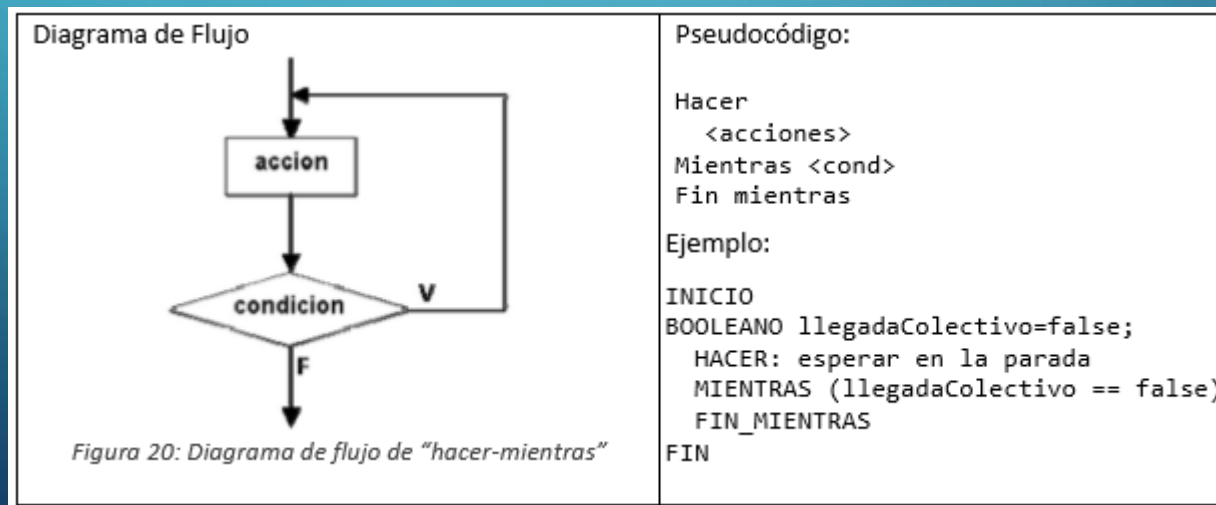 Diagrama de Flujo
accion
condicion
V
F
Figura 20: Diagrama de flujo de “hacer-mientras”
Pseudocódigo:
Hacer
<acciones>
Mientras <cond>
Fin mientras
Ejemplo:
INICIO
BOOLEANO llegadaColectivo=false;
HACER: esperar en la parada
MIENTRAS (llegadaColectivo == false)
FIN_MIENTRAS
FIN